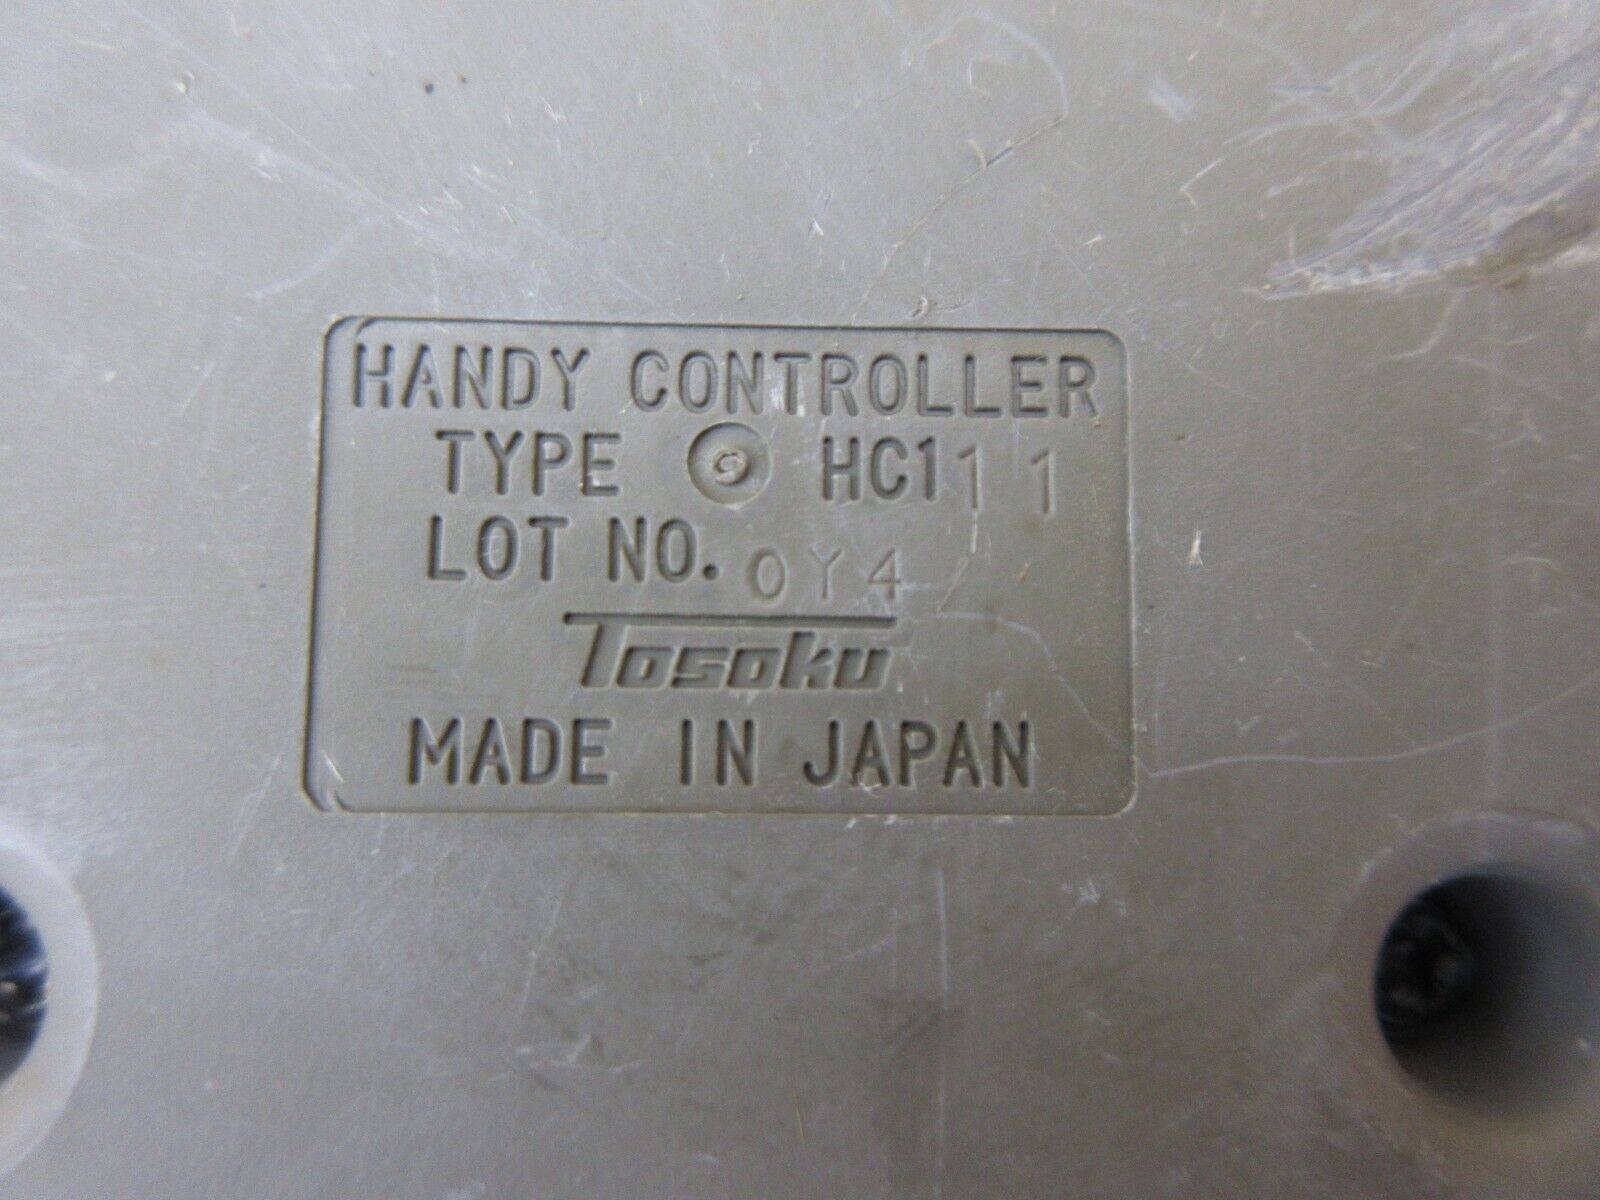 HANDY CONTROLLER
TYPE HC111
LOT NO. 0Y4
Tosoku
MADE IN JAPAN